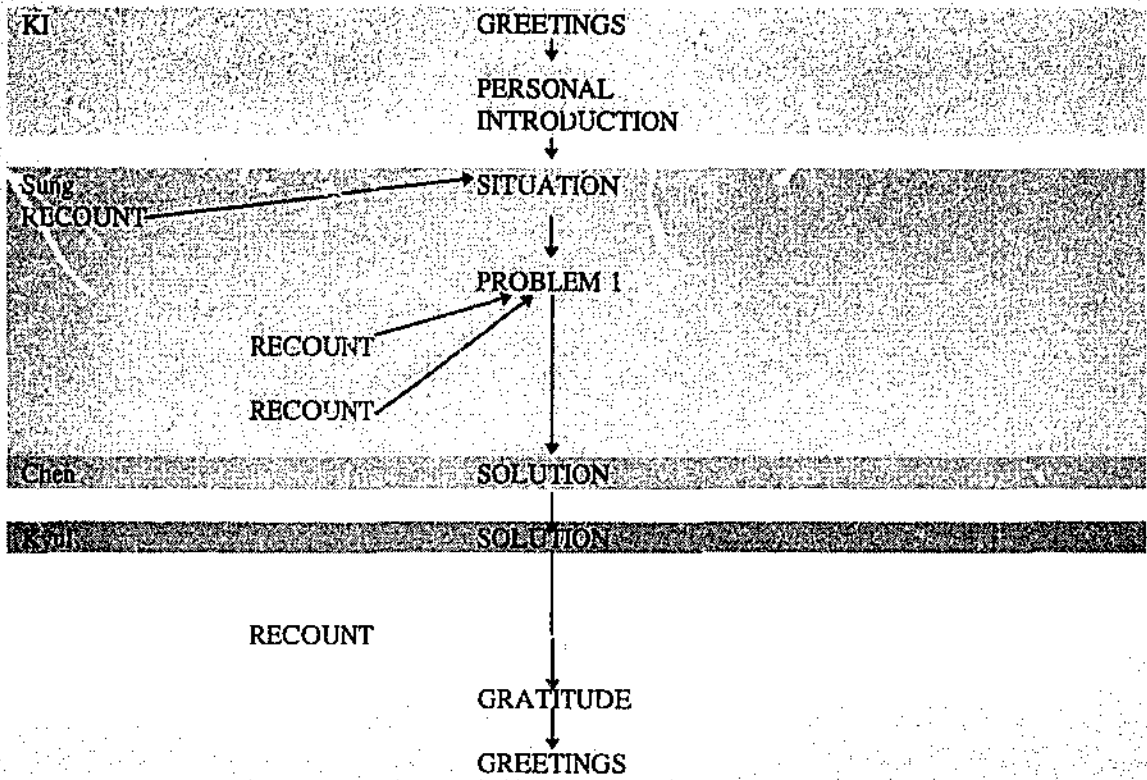 KI GREETINGS
PERSONAL
INTRODUCTION
Sung SITUATION
RECOUNT
PROBLEM 1
RECOUNT
RECOUNT
Chen SOLUTION
Kyul SOLUTION
RECOUNT
GRATITUDE
GREETINGS